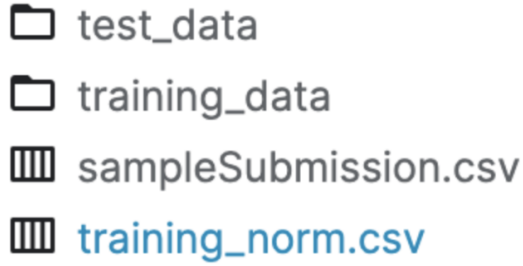 test_data
training_data
sampleSubmission.csv
training_norm.csv